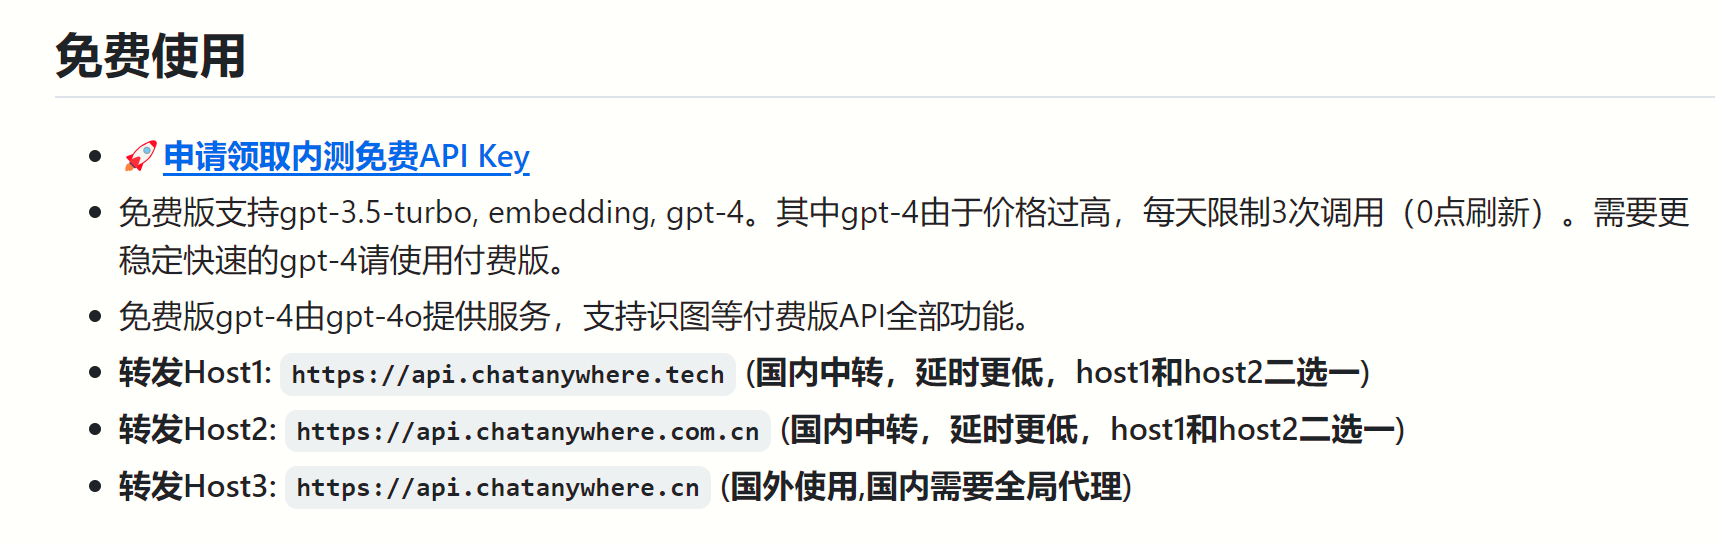 免费使用
🚀申请领取内测免费API Key
免费版支持gpt-3.5-turbo, embedding, gpt-4。其中gpt-4由于价格过高，每天限制3次调用（0点刷新）。需要更
稳定快速的gpt-4请使用付费版。
免费版gpt-4由gpt-4o提供服务，支持识图等付费版API全部功能。
转发Host1: https://api.chatanywhere.tech (国内中转，延时更低，host1和host2二选一)
转发Host2: https://api.chatanywhere.com.cn (国内中转，延时更低，host1和host2二选一)
转发Host3: https://api.chatanywhere.cn (国外使用,国内需要全局代理)